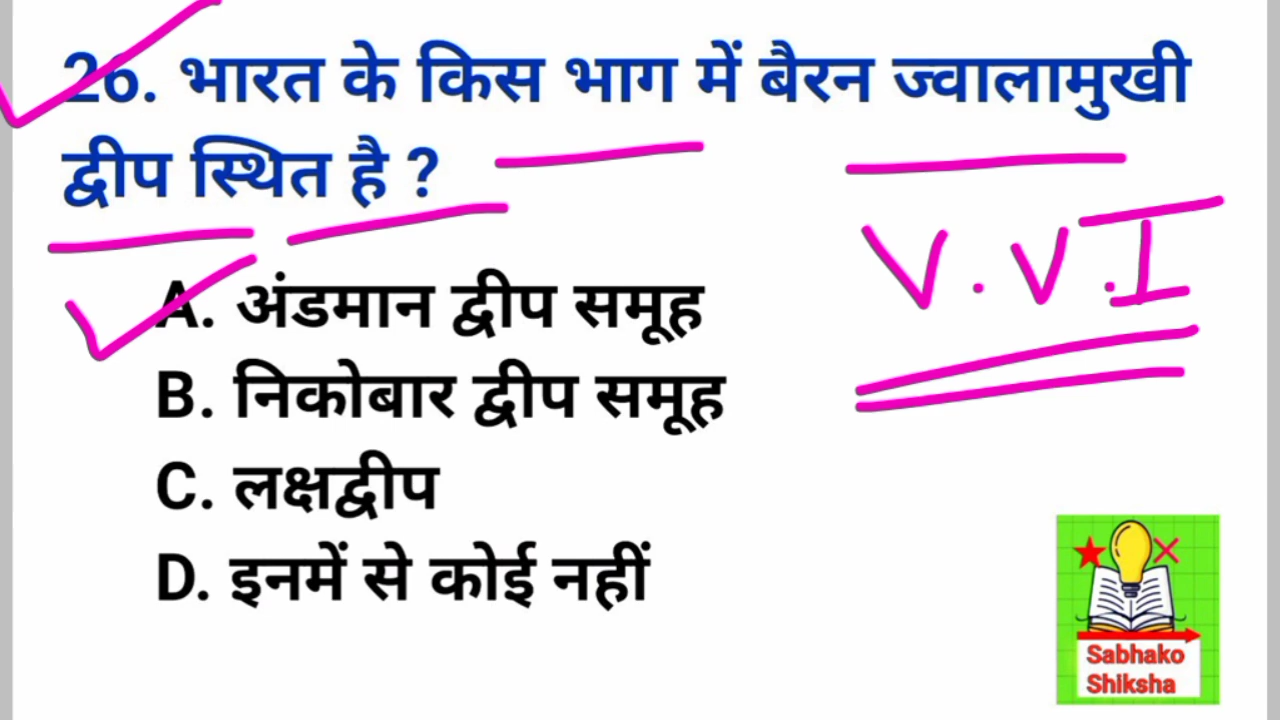 26. भारत के किस भाग में बैरन ज्वालामुखी
द्वीप स्थित है ?
V.V.I
A. अंडमान द्वीप समूह
B. निकोबार द्वीप समूह
C. लक्षद्वीप
D. इनमें से कोई नहीं
Sabhako
Shiksha